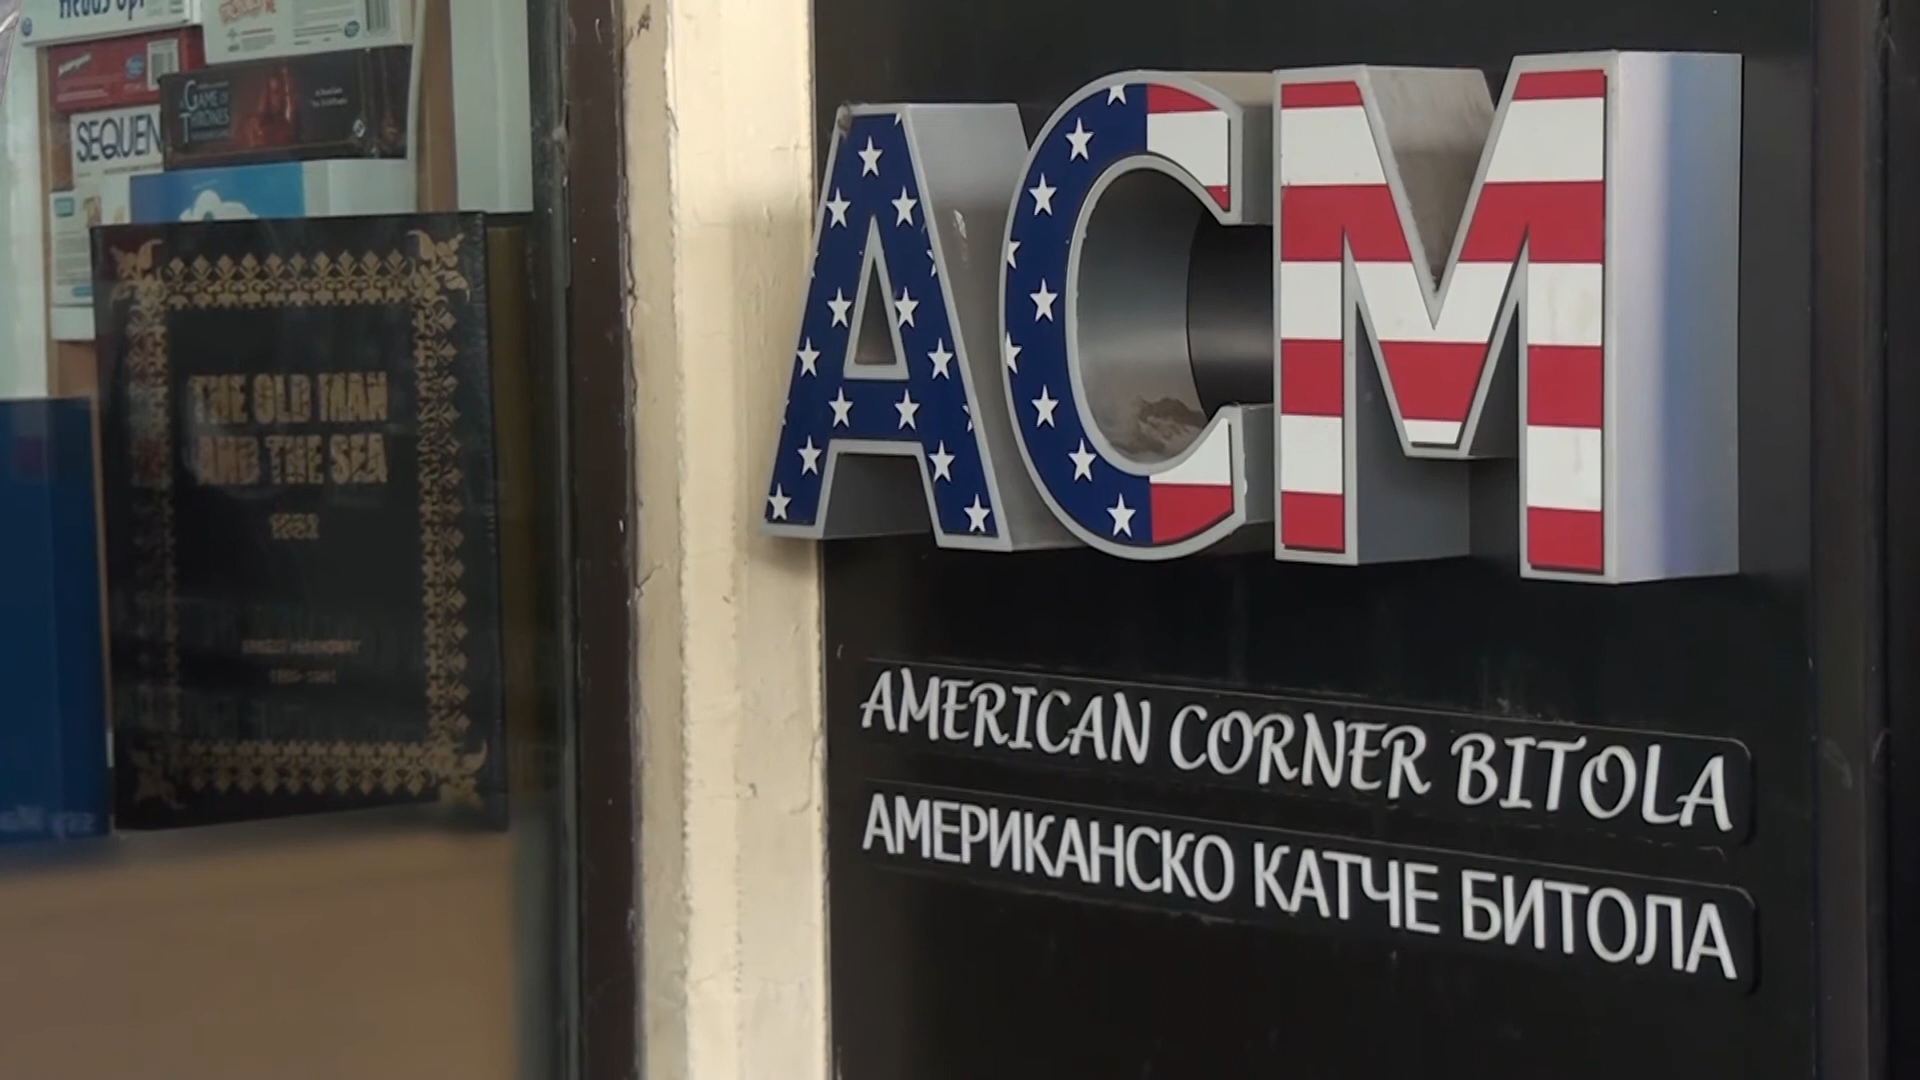 SEQUEN
A GAME OF
THRONES
THE OLD MAN
AND THE SEA
ACM
AMERICAN CORNER BITOLA
АМЕРИКАНСКО КАТЧЕ БИТОЛА